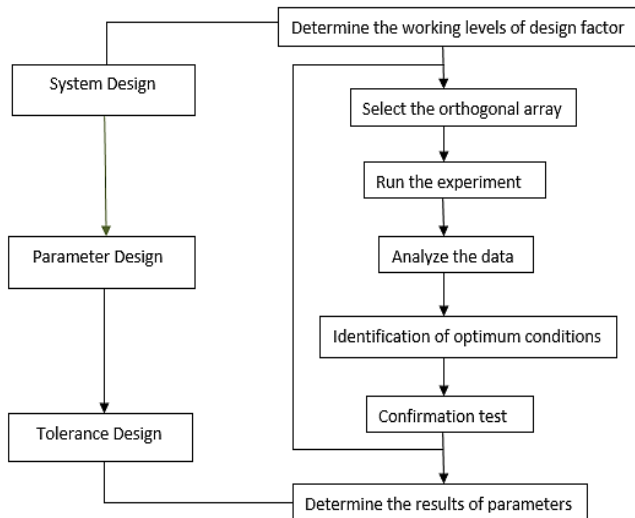 Determine the working levels of design factor
System Design
Select the orthogonal array
Run the experiment
Parameter Design
Analyze the data
Identification of optimum conditions
Confirmation test
Tolerance Design
Determine the results of parameters